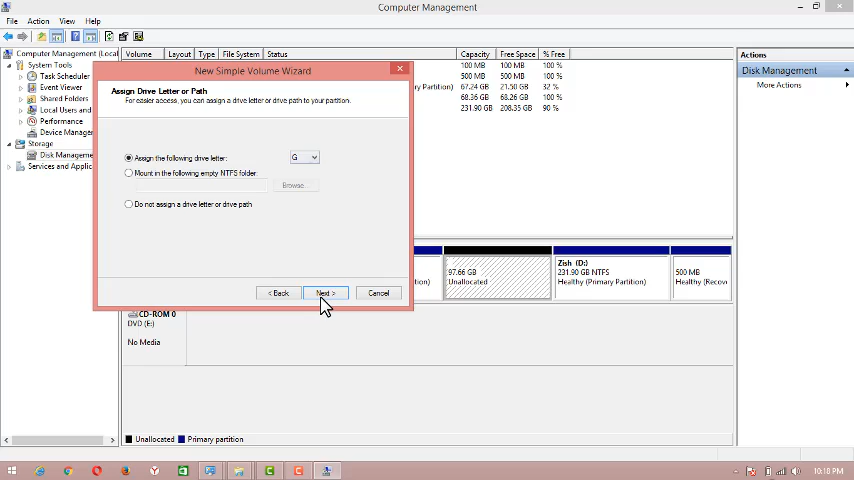 Computer Management
File Action View Help
Computer Management (Local
System Tools
Task Scheduler
Event Viewer
Shared Folders
Local Users and
Performance
Device Manager
Storage
Disk Manageme
Services and Applic
Volume Layout Type File System Status Capacity Free Space % Free
100 MB 100 MB 100 %
500 MB 500 MB 100 %
ry Partition) 67.24 GB 21.50 GB 32 %
68.36 GB 68.26 GB 100 %
231.90 GB 208.35 GB 90 %
Actions
Disk Management
More Actions
New Simple Volume Wizard
Assign Drive Letter or Path
For easier access, you can assign a drive letter or drive path to your partition.
Assign the following drive letter: G
Mount in the following empty NTFS folder:
Browse...
Do not assign a drive letter or drive path
< Back Next > Cancel
tion)
97.66 GB
Unallocated
Zish (D:)
231.90 GB NTFS
Healthy (Primary Partition)
500 MB
Healthy (Recov
CD-ROM 0
DVD (E:)
No Media
Unallocated Primary partition
10:18 PM